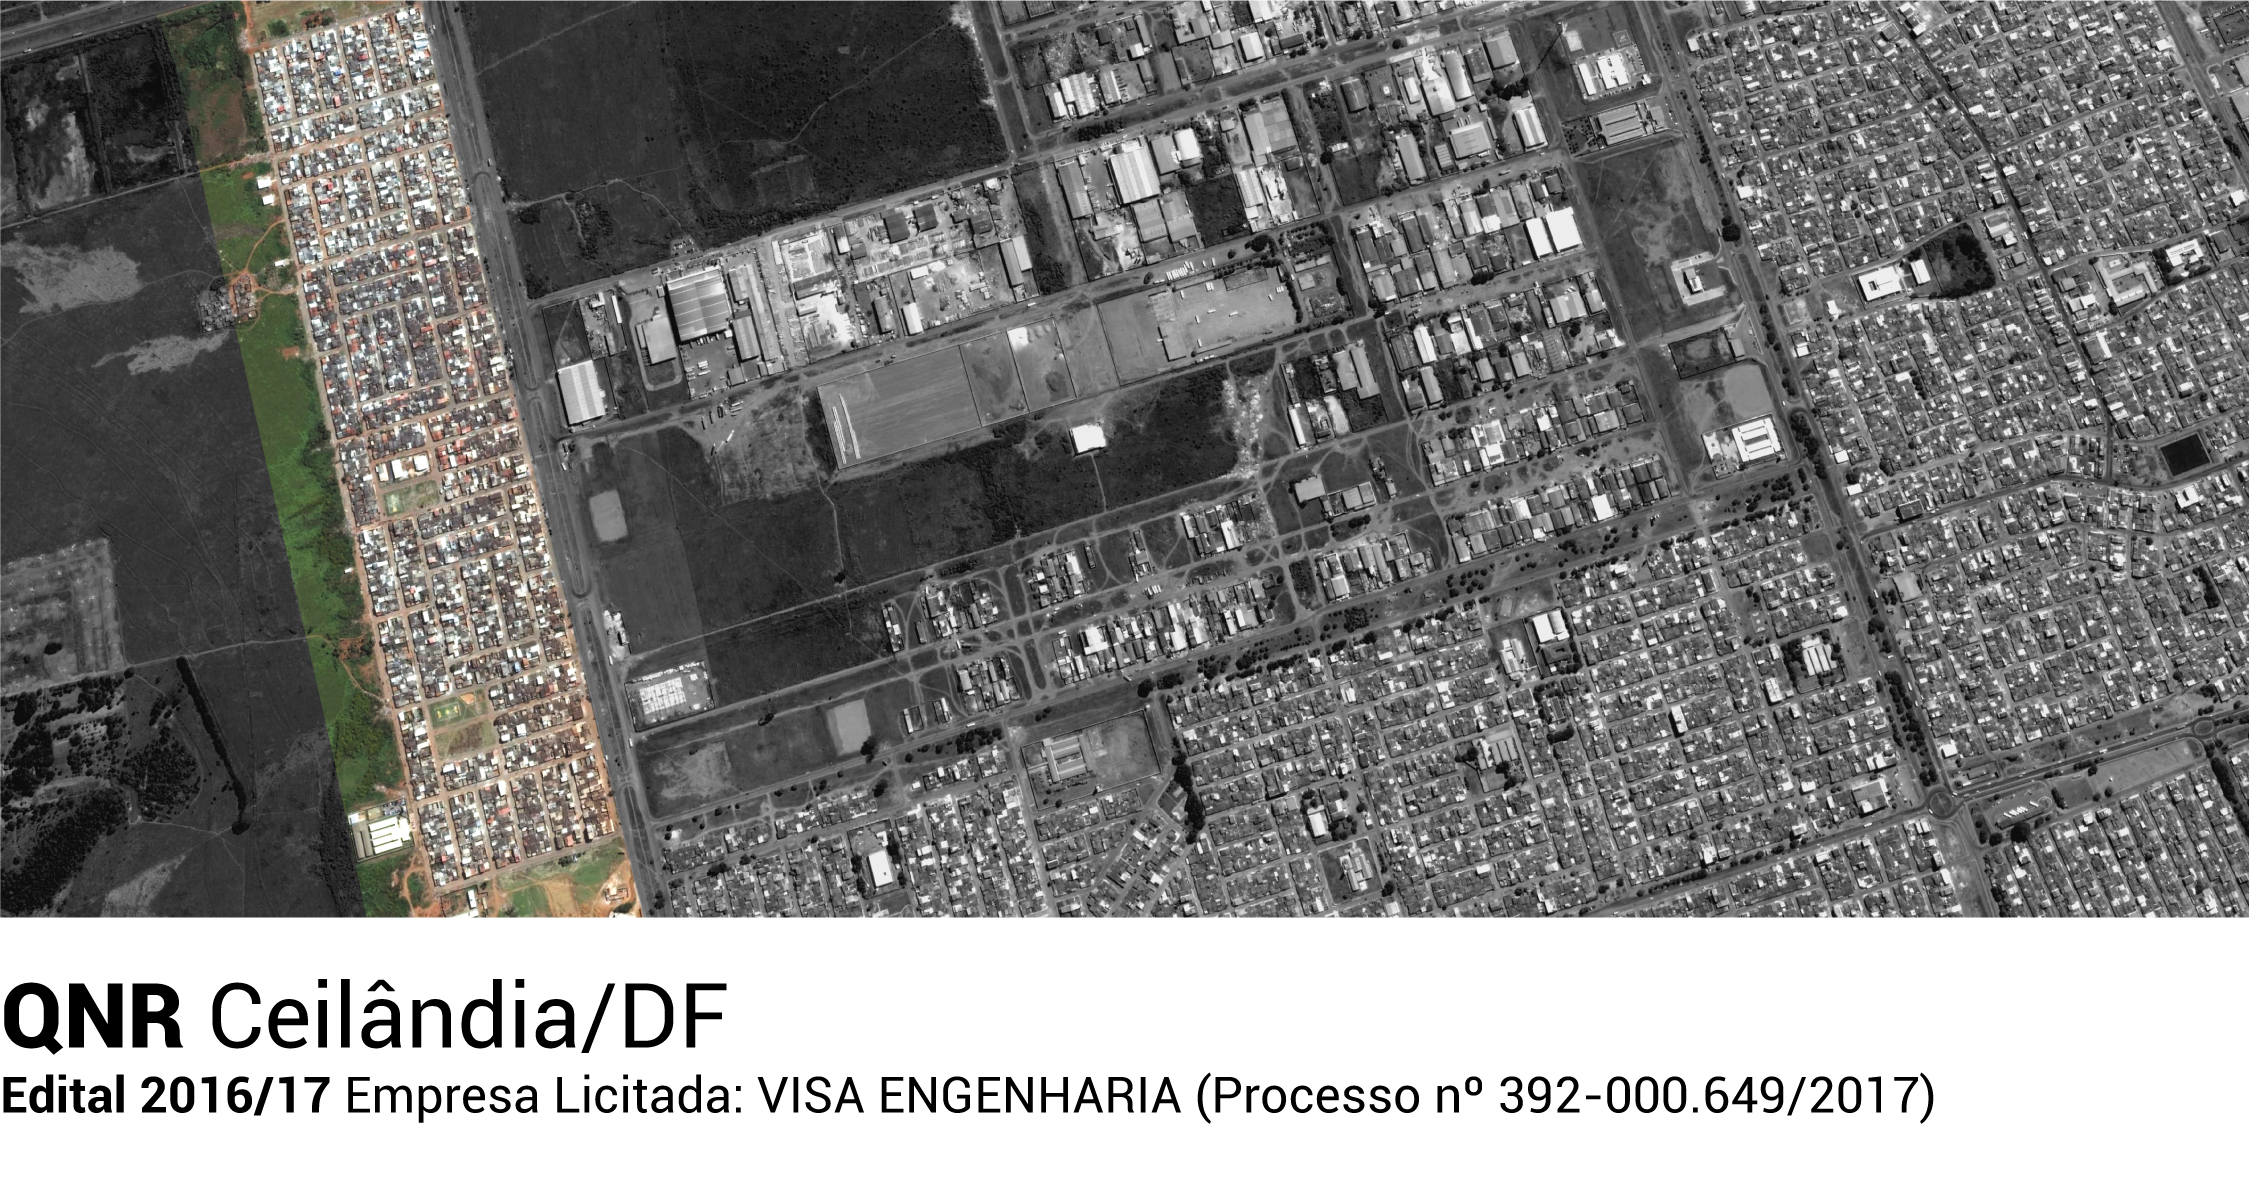 QNR Ceilândia/DF
Edital 2016/17 Empresa Licitada: VISA ENGENHARIA (Processo nº 392-000.649/2017)